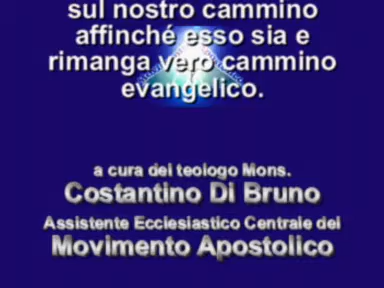 sul nostro cammino
affinché esso sia e
rimanga vero cammino
evangelico.
a cura del teologo Mons.
Costantino Di Bruno
Assistente Ecclesiastico Centrale del
Movimento Apostolico